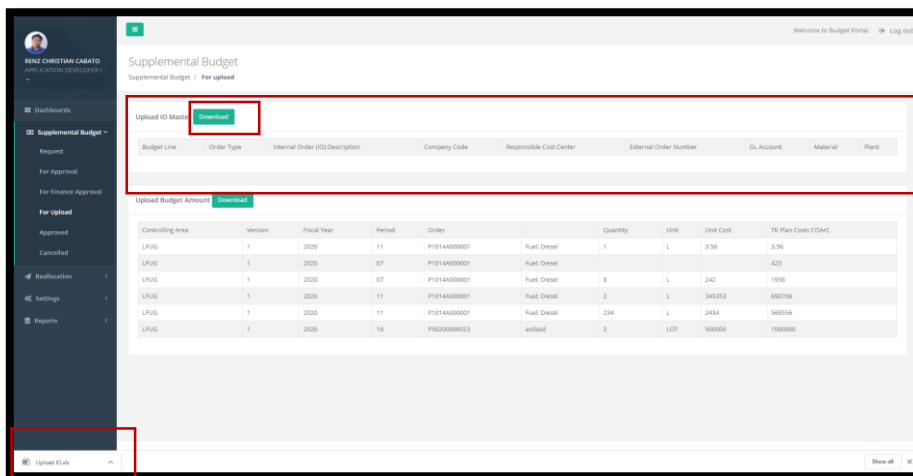 Welcome to Budget Portal. Log out
RENZ CHRISTIAN CABATO
APPLICATION DEVELOPER I
Supplemental Budget
Supplemental Budget / For upload
Dashboards
Supplemental Budget
Request
For Approval
For Finance Approval
For Upload
Approved
Cancelled
Reallocation
Settings
Reports
Upload IO Maste Download
Budget Line Order Type Internal Order (IO) Description Company Code Responsible Cost Center External Order Number GL Account Material Plant
Upload Budget Amount Download
Controlling Area Version Fiscal Year Period Order Quantity Unit Unit Cost T6 Plan Costs COArC
LFUG 1 2020 11 P1014A000001 Fuel: Diesel 1 L 3.56 3.56
LFUG 1 2020 07 P1014A000001 Fuel: Diesel 423
LFUG 1 2020 07 P1014A000001 Fuel: Diesel 8 L 242 1936
LFUG 1 2020 11 P1014A000001 Fuel: Diesel 2 L 345353 690706
LFUG 1 2020 11 P1014A000001 Fuel: Diesel 234 L 2434 569556
LFUG 1 2020 10 P50200000023 asdasd 2 LOT 500000 1000000
Upload IO.xls Show all